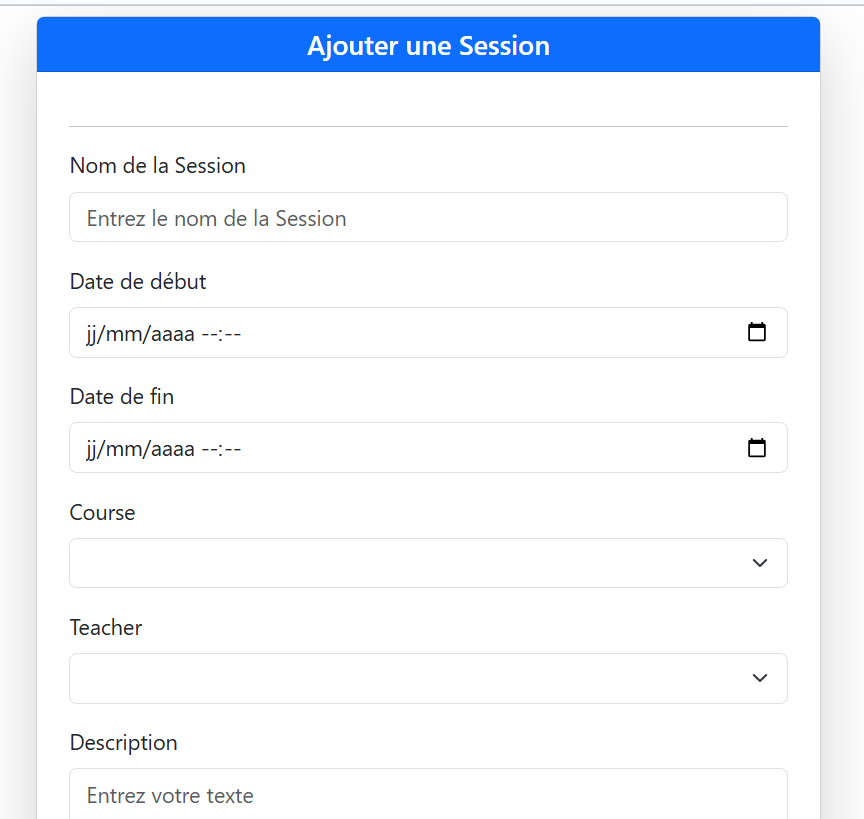 Ajouter une Session
Nom de la Session
Entrez le nom de la Session
Date de début
jj/mm/aaaa --:--
Date de fin
jj/mm/aaaa --:--
Course
Teacher
Description
Entrez votre texte